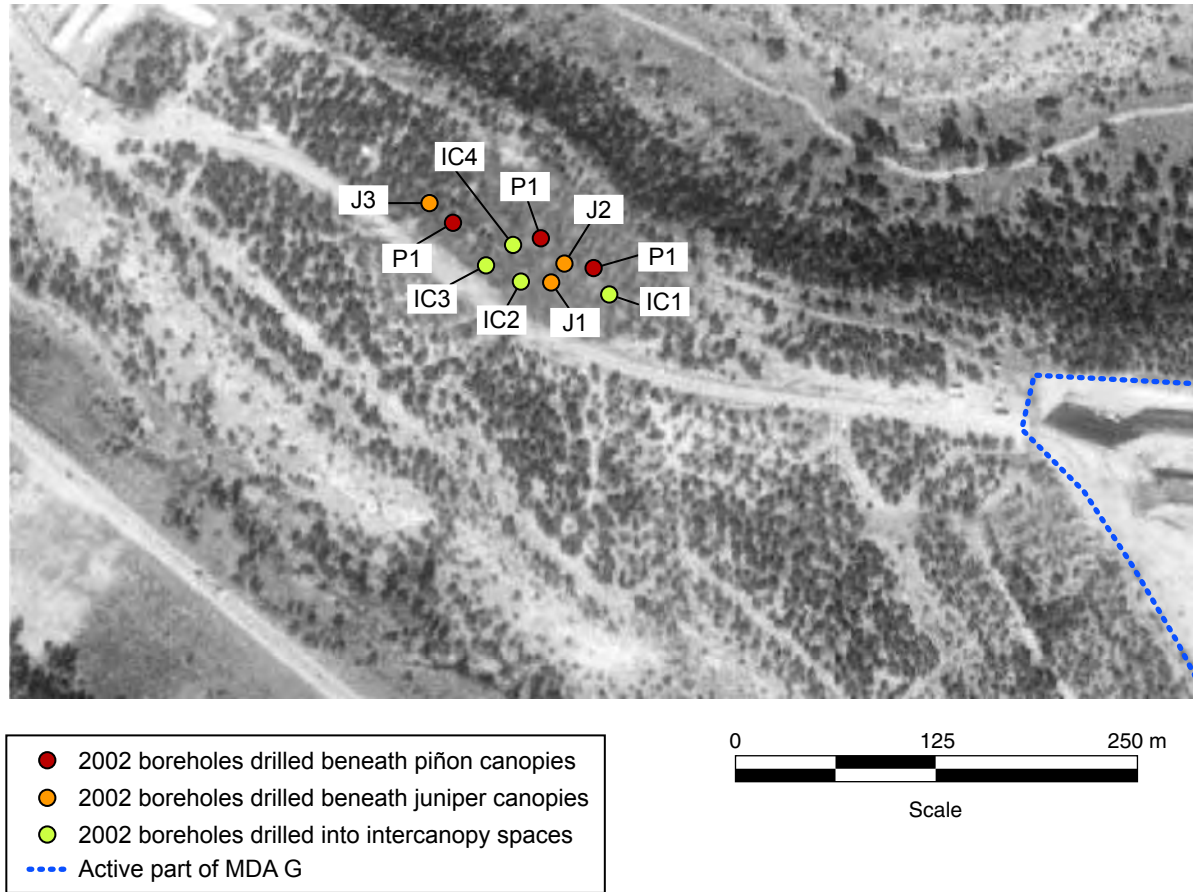 IC4
P1
J2
J3
P1
P1
IC3
IC2
J1
IC1
2002 boreholes drilled beneath piñon canopies
2002 boreholes drilled beneath juniper canopies
2002 boreholes drilled into intercanopy spaces
Active part of MDA G
0 125 250 m
Scale